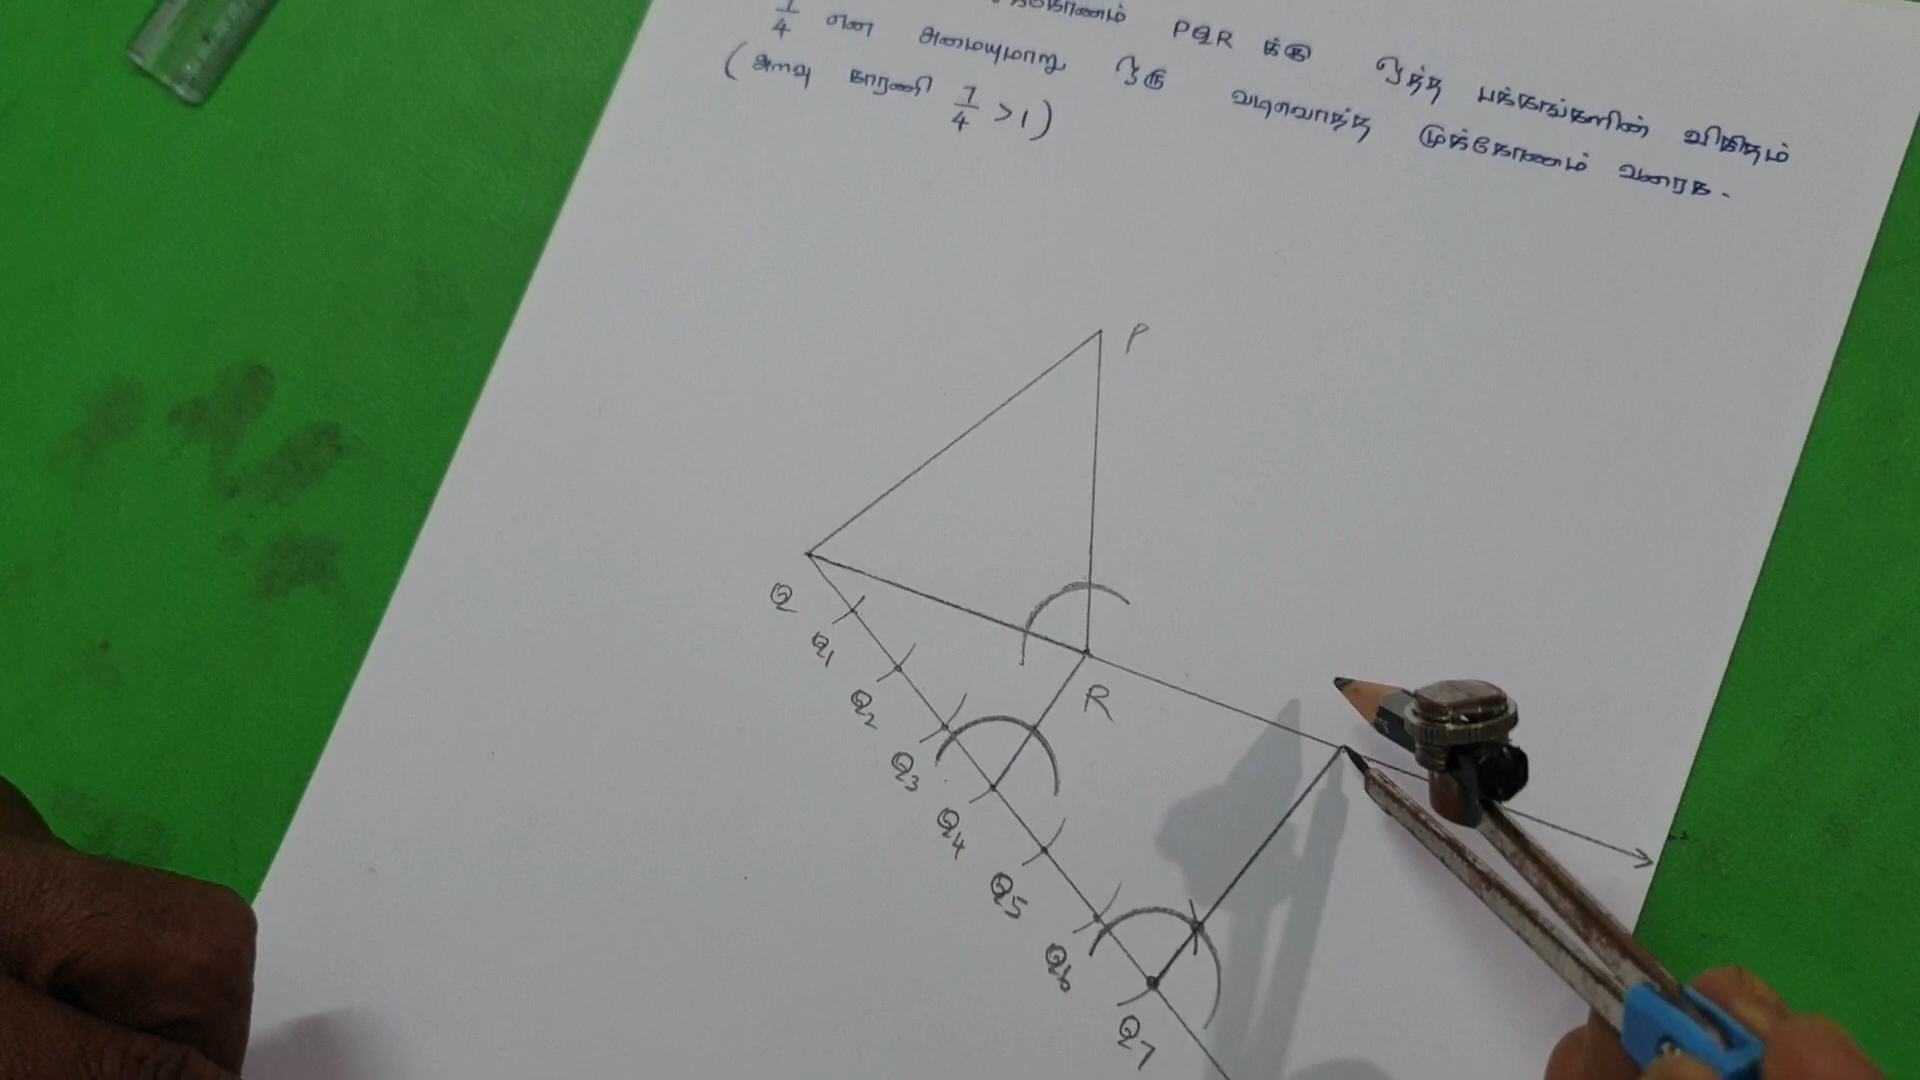 PQR க்கு ஒத்த பக்கங்களின் விகிதம்
7/4 என அமையுமாறு ஒரு வடிவொத்த முக்கோணம் வரைக.
(அளவு காரணி 7/4 > 1)
P
Q
R
Q1
Q2
Q3
Q4
Q5
Q6
Q7